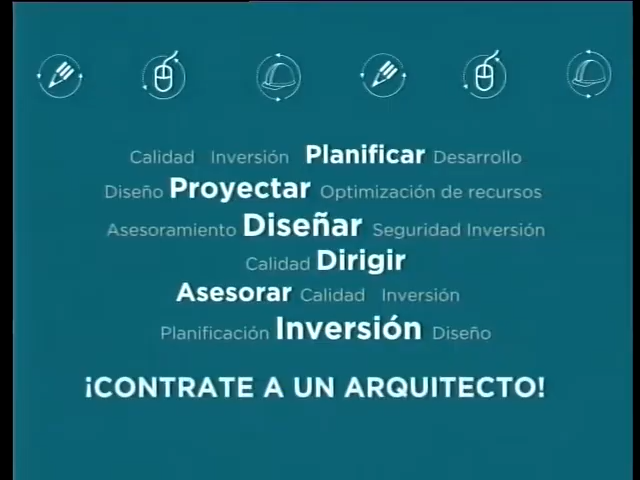 Calidad Inversión Planificar Desarrollo
Diseño Proyectar Optimización de recursos
Asesoramiento Diseñar Seguridad Inversión
Calidad Dirigir
Asesorar Calidad Inversión
Planificación Inversión Diseño
¡CONTRATE A UN ARQUITECTO!